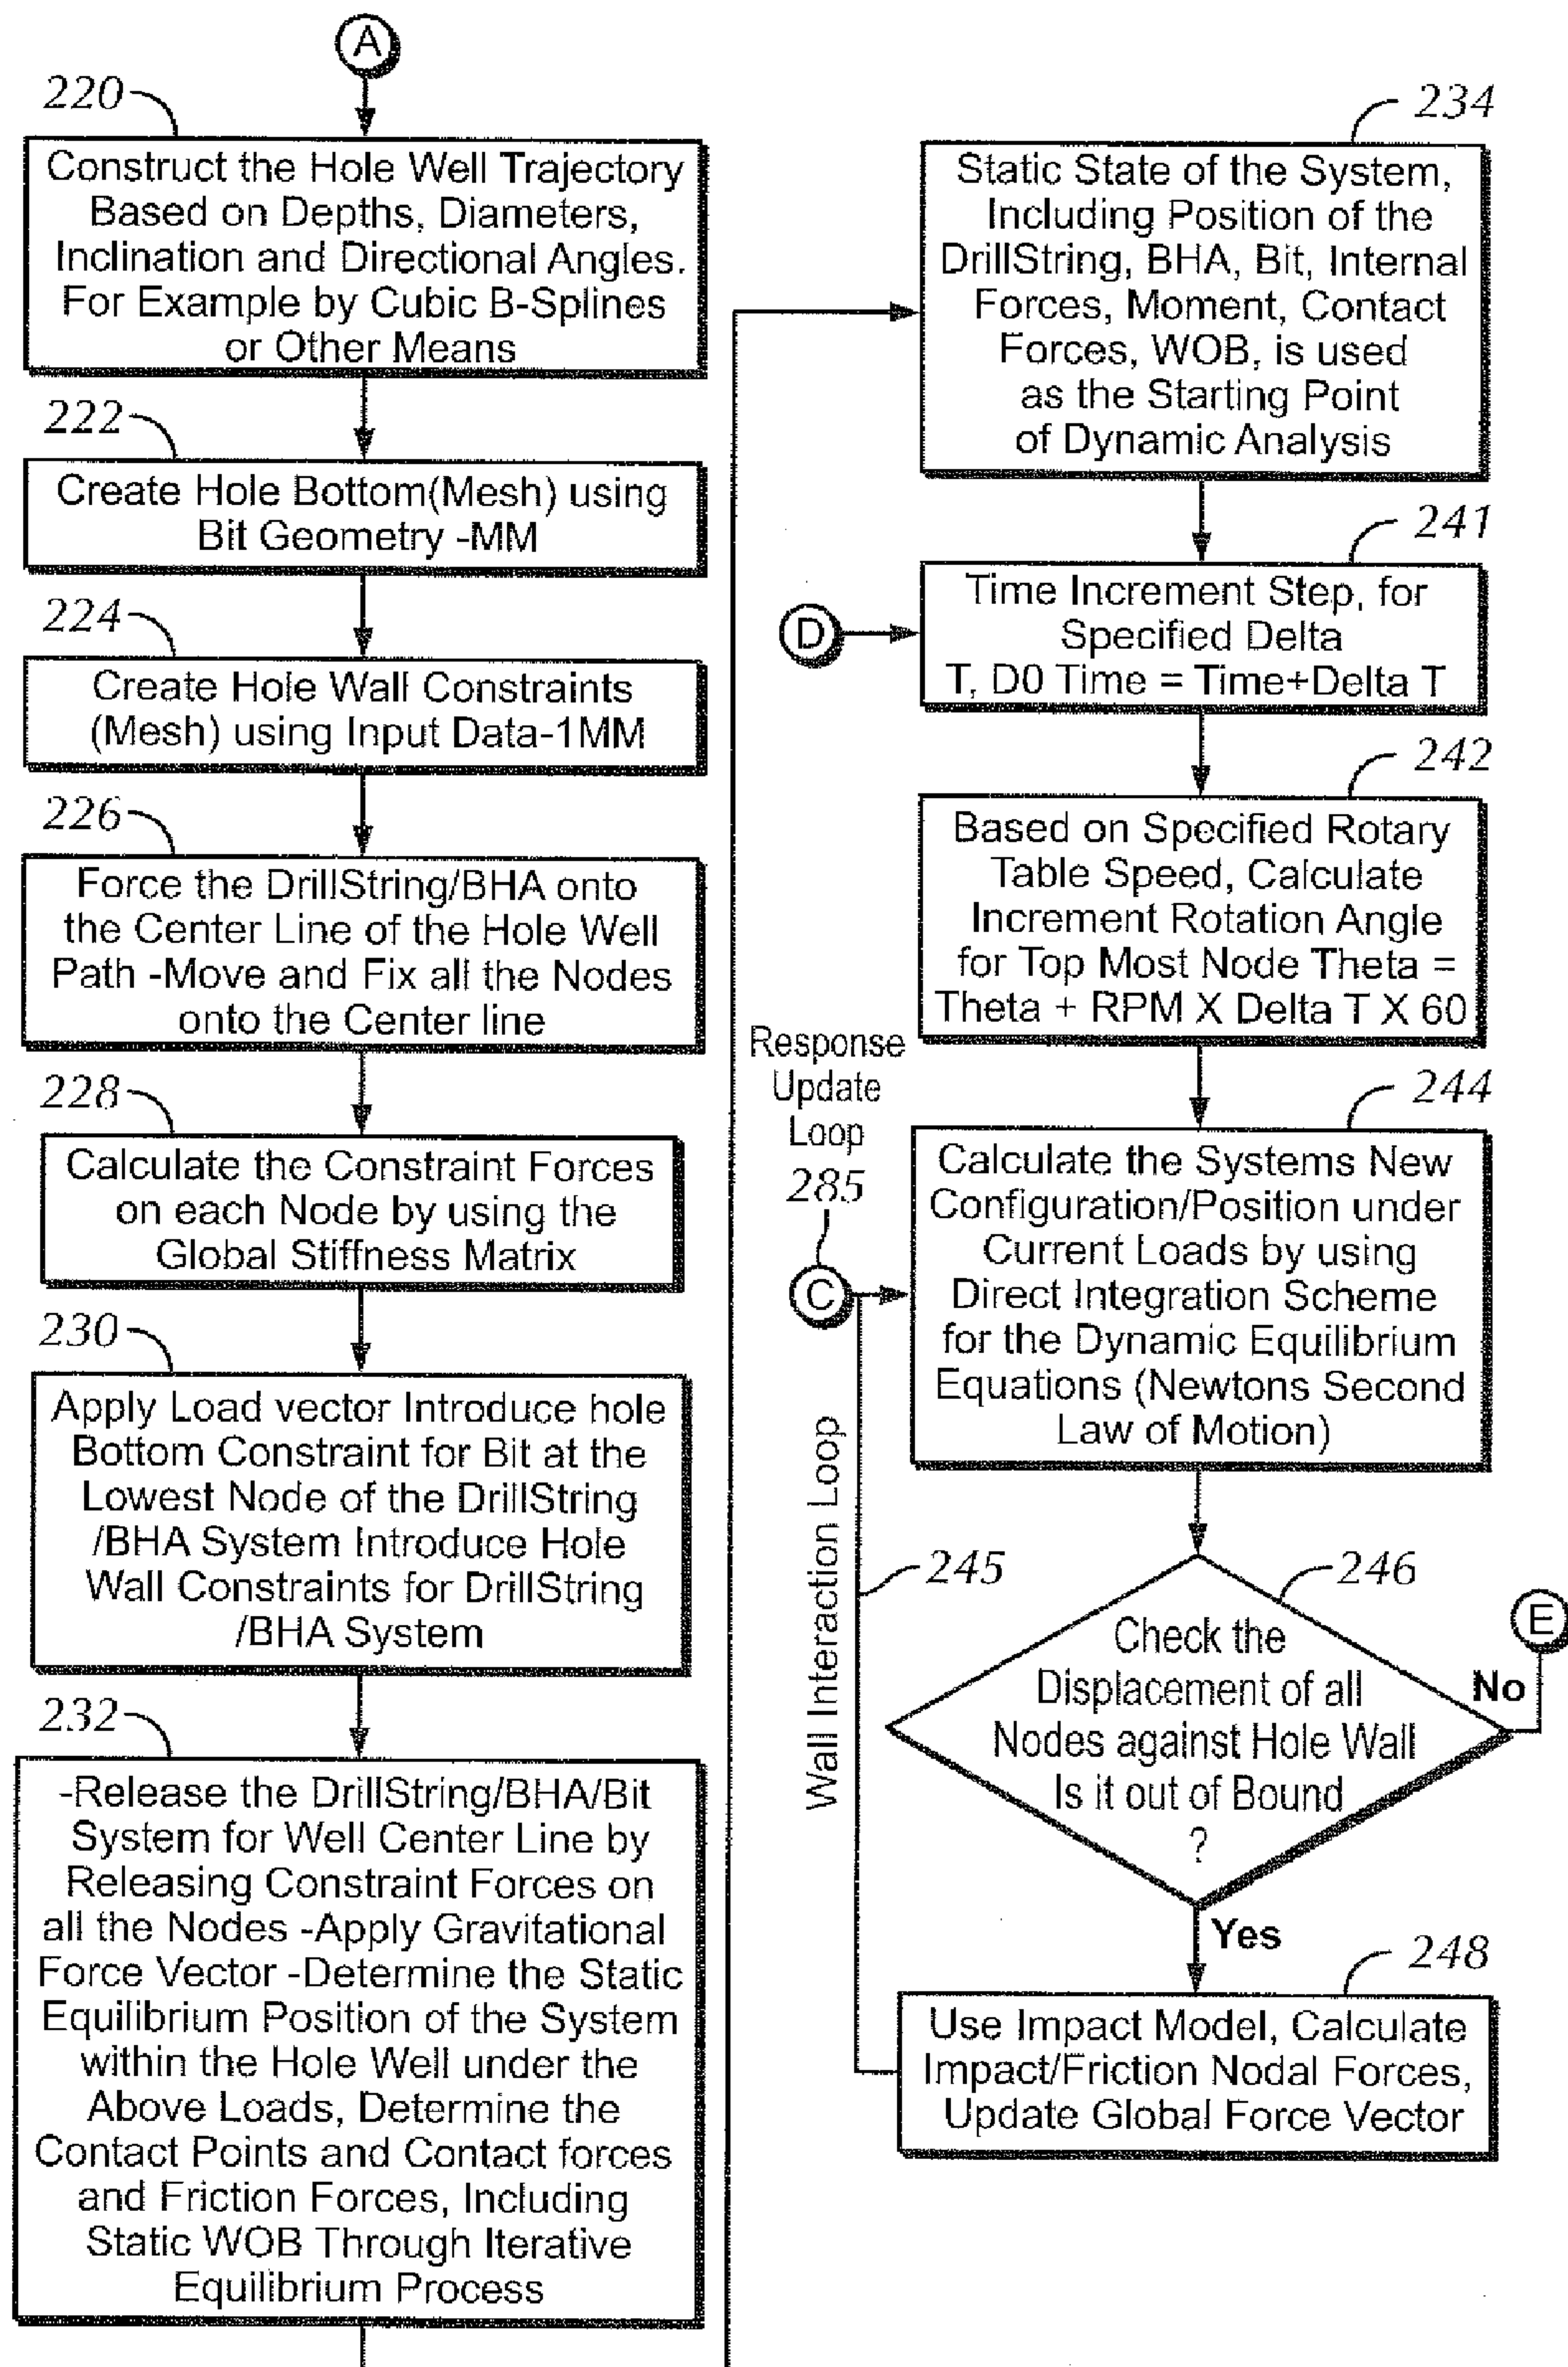 A
220
Construct the Hole Well Trajectory
Based on Depths, Diameters,
Inclination and Directional Angles.
For Example by Cubic B-Splines
or Other Means
222
Create Hole Bottom(Mesh) using
Bit Geometry -MM
224
Create Hole Wall Constraints
(Mesh) using Input Data-1MM
226
Force the DrillString/BHA onto
the Center Line of the Hole Well
Path -Move and Fix all the Nodes
onto the Center line
228
Calculate the Constraint Forces
on each Node by using the
Global Stiffness Matrix
230
Apply Load vector Introduce hole
Bottom Constraint for Bit at the
Lowest Node of the DrillString
/BHA System Introduce Hole
Wall Constraints for DrillString
/BHA System
232
-Release the DrillString/BHA/Bit
System for Well Center Line by
Releasing Constraint Forces on
all the Nodes -Apply Gravitational
Force Vector -Determine the Static
Equilibrium Position of the System
within the Hole Well under the
Above Loads, Determine the
Contact Points and Contact forces
and Friction Forces, Including
Static WOB Through Iterative
Equilibrium Process
234
Static State of the System,
Including Position of the
DrillString, BHA, Bit, Internal
Forces, Moment, Contact
Forces, WOB, is used
as the Starting Point
of Dynamic Analysis
241
D
Time Increment Step, for
Specified Delta
T, D0 Time = Time+Delta T
242
Based on Specified Rotary
Table Speed, Calculate
Increment Rotation Angle
for Top Most Node Theta =
Theta + RPM X Delta T X 60
Response
Update
Loop
285
C
244
Calculate the Systems New
Configuration/Position under
Current Loads by using
Direct Integration Scheme
for the Dynamic Equilibrium
Equations (Newtons Second
Law of Motion)
Wall Interaction Loop
245
246
Check the
Displacement of all
Nodes against Hole Wall
Is it out of Bound
?
No
E
Yes
248
Use Impact Model, Calculate
Impact/Friction Nodal Forces,
Update Global Force Vector